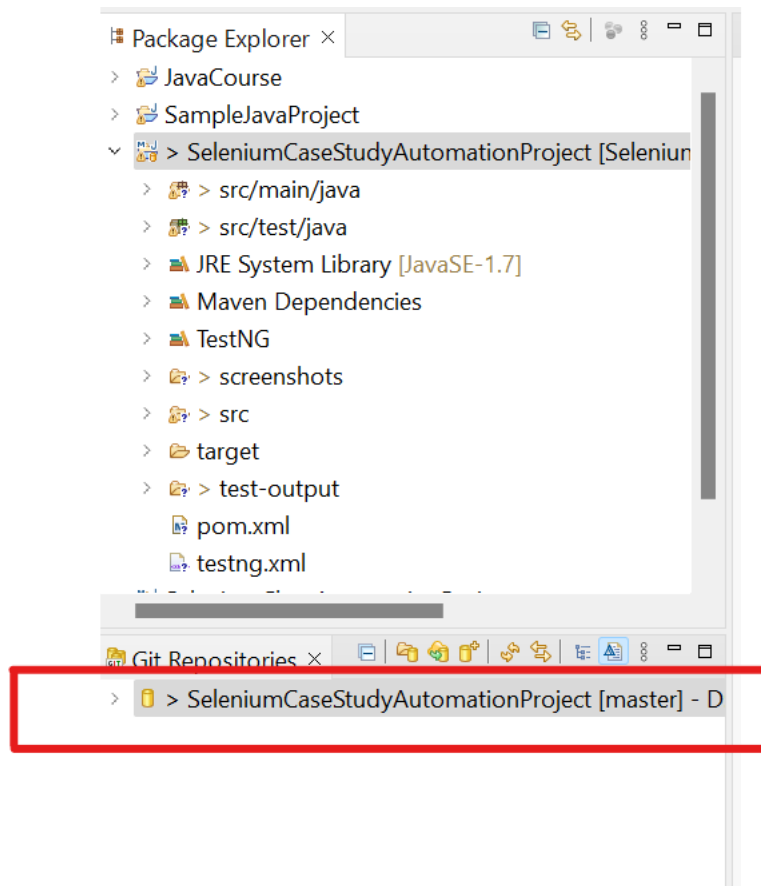 Package Explorer
JavaCourse
SampleJavaProject
> SeleniumCaseStudyAutomationProject [Selenium
> src/main/java
> src/test/java
JRE System Library [JavaSE-1.7]
Maven Dependencies
TestNG
> screenshots
> src
target
> test-output
pom.xml
testng.xml
Git Repositories
> SeleniumCaseStudyAutomationProject [master] - D